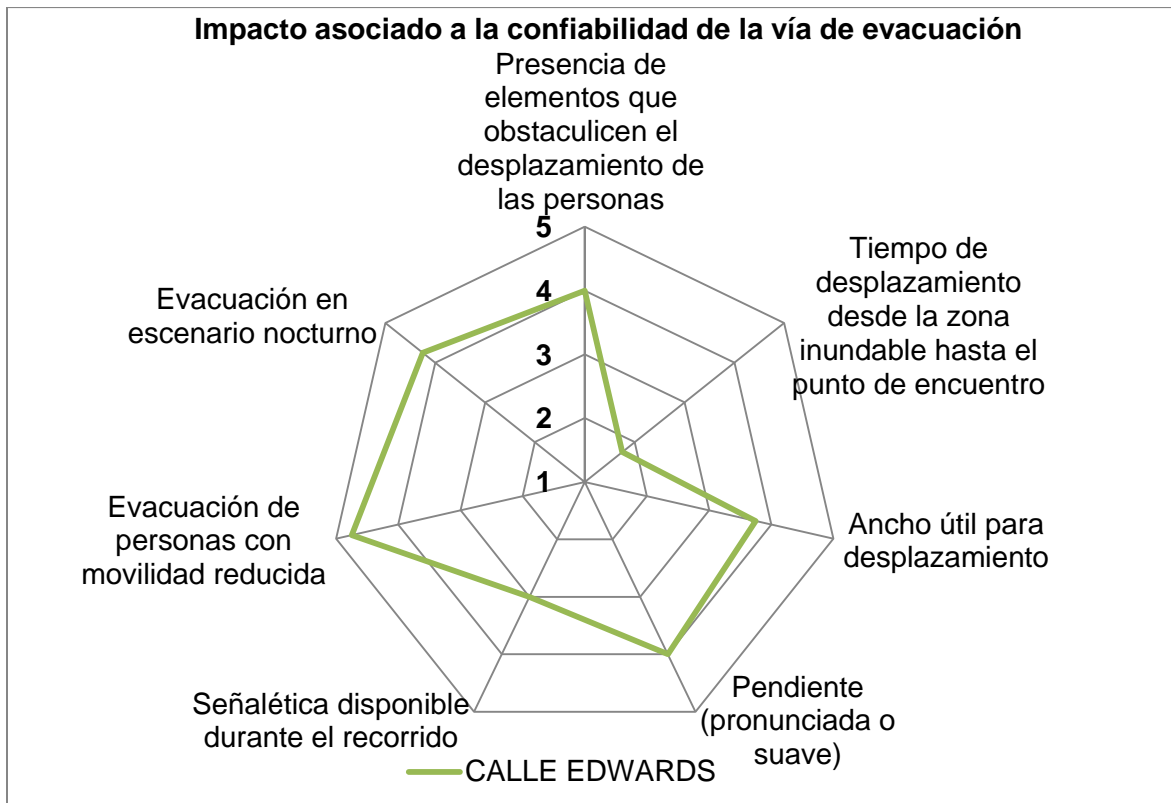 Impacto asociado a la confiabilidad de la vía de evacuación
Presencia de
elementos que
obstaculicen el
desplazamiento de
las personas
Tiempo de
desplazamiento
desde la zona
inundable hasta el
punto de encuentro
Ancho útil para
desplazamiento
Pendiente
(pronunciada o
suave)
Señalética disponible
durante el recorrido
Evacuación de
personas con
movilidad reducida
Evacuación en
escenario nocturno
5
4
3
2
1
CALLE EDWARDS